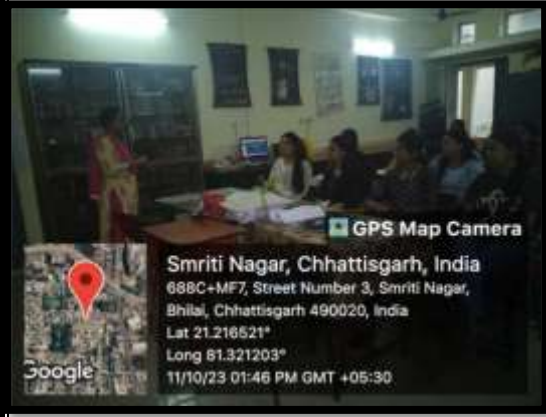 GPS Map Camera
Smriti Nagar, Chhattisgarh, India
688C+MF7, Street Number 3, Smriti Nagar,
Bhilai, Chhattisgarh 490020, India
Lat 21.216521°
Long 81.321203°
11/10/23 01:46 PM GMT +05:30
Google